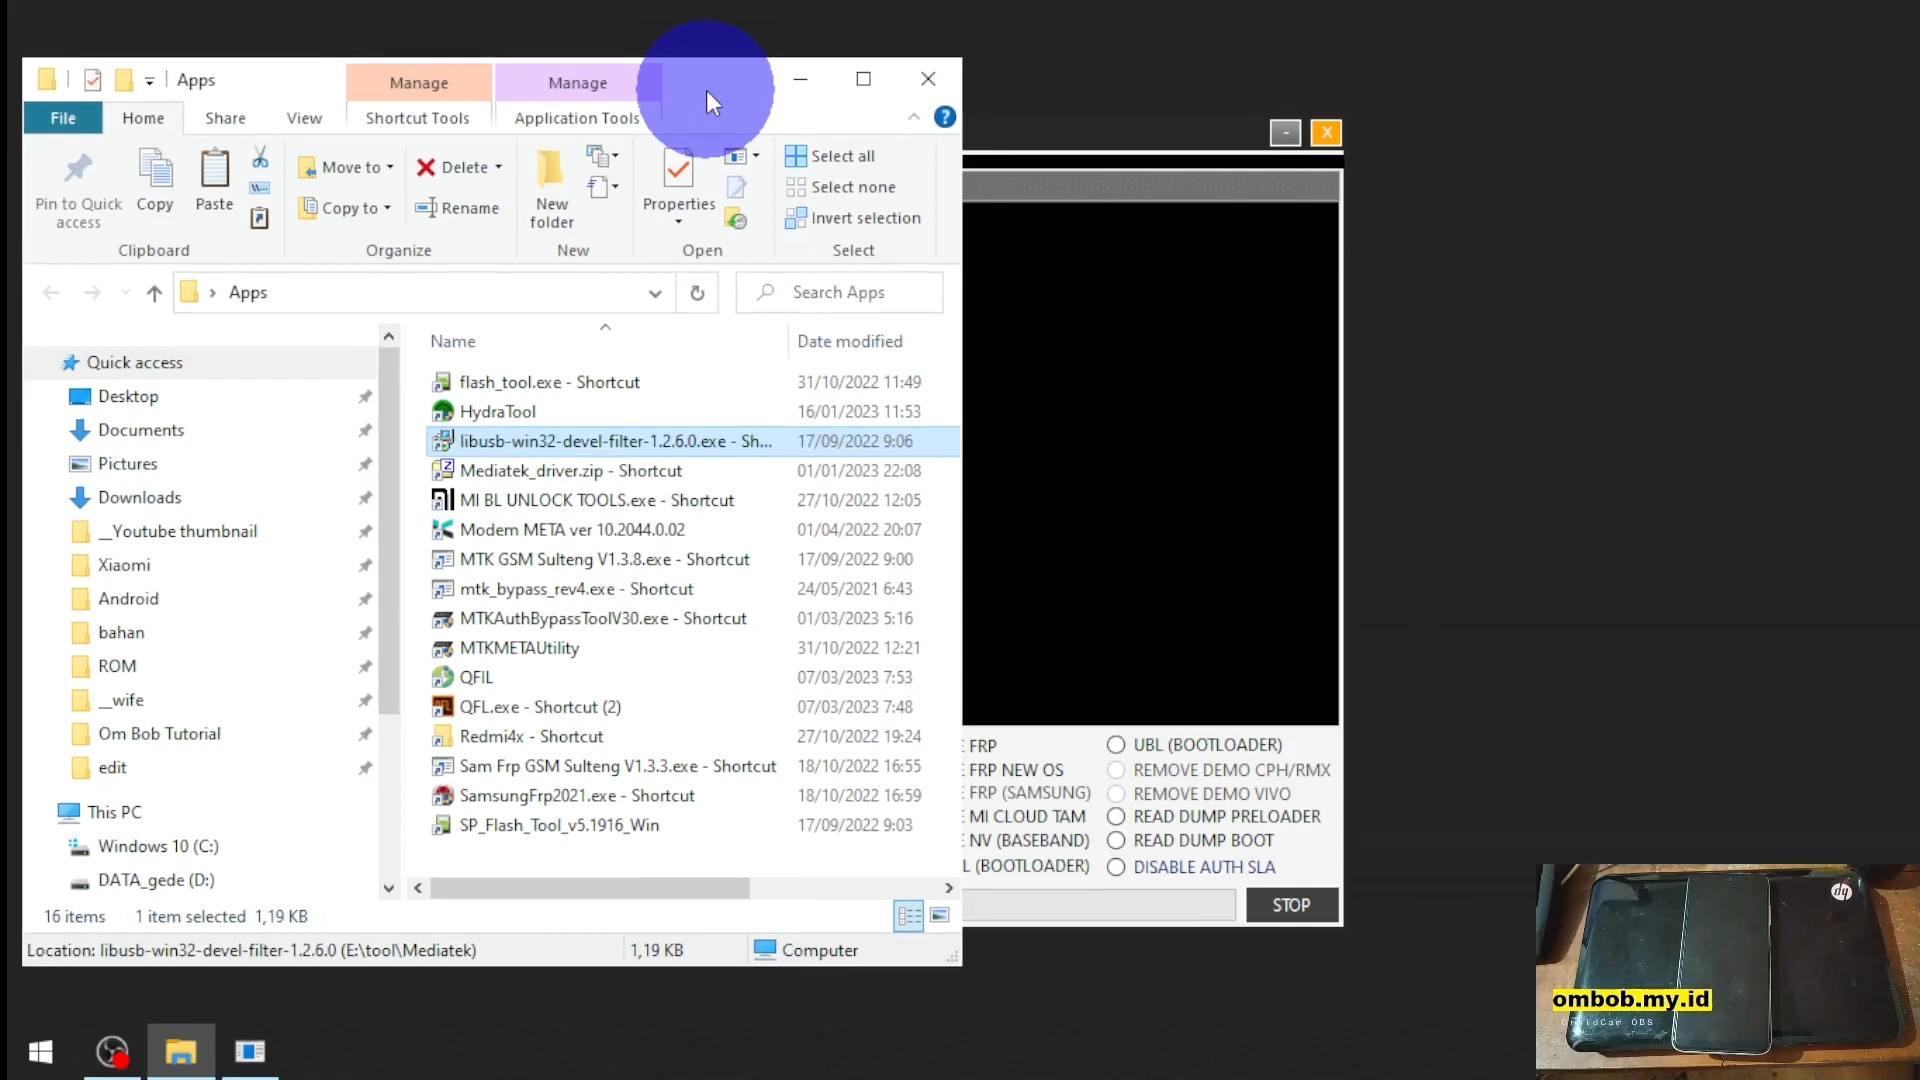 Apps
Manage
Manage
File
Home
Share
View
Shortcut Tools
Application Tools
Pin to Quick access
Copy
Paste
Move to
Copy to
Delete
Rename
New folder
Properties
Select all
Select none
Invert selection
Clipboard
Organize
New
Open
Select
Apps
Search Apps
Name
Date modified
Quick access
Desktop
Documents
Pictures
Downloads
__Youtube thumbnail
Xiaomi
Android
bahan
ROM
__wife
Om Bob Tutorial
edit
This PC
Windows 10 (C:)
DATA_gede (D:)
flash_tool.exe - Shortcut 31/10/2022 11:49
HydraTool 16/01/2023 11:53
libusb-win32-devel-filter-1.2.6.0.exe - Sh... 17/09/2022 9:06
Mediatek_driver.zip - Shortcut 01/01/2023 22:08
MI BL UNLOCK TOOLS.exe - Shortcut 27/10/2022 12:05
Modem META ver 10.2044.0.02 01/04/2022 20:07
MTK GSM Sulteng V1.3.8.exe - Shortcut 17/09/2022 9:00
mtk_bypass_rev4.exe - Shortcut 24/05/2021 6:43
MTKAuthBypassToolV30.exe - Shortcut 01/03/2023 5:16
MTKMETAUtility 31/10/2022 12:21
QFIL 07/03/2023 7:53
QFL.exe - Shortcut (2) 07/03/2023 7:48
Redmi4x - Shortcut 27/10/2022 19:24
Sam Frp GSM Sulteng V1.3.3.exe - Shortcut 18/10/2022 16:55
SamsungFrp2021.exe - Shortcut 18/10/2022 16:59
SP_Flash_Tool_v5.1916_Win 17/09/2022 9:03
16 items 1 item selected 1,19 KB
Location: libusb-win32-devel-filter-1.2.6.0 (E:\tool\Mediatek) 1,19 KB Computer
X
FRP
FRP NEW OS
FRP (SAMSUNG)
MI CLOUD TAM
NV (BASEBAND)
L (BOOTLOADER)
UBL (BOOTLOADER)
REMOVE DEMO CPH/RMX
REMOVE DEMO VIVO
READ DUMP PRELOADER
READ DUMP BOOT
DISABLE AUTH SLA
STOP
hp
ombob.my.id
DroidCam OBS